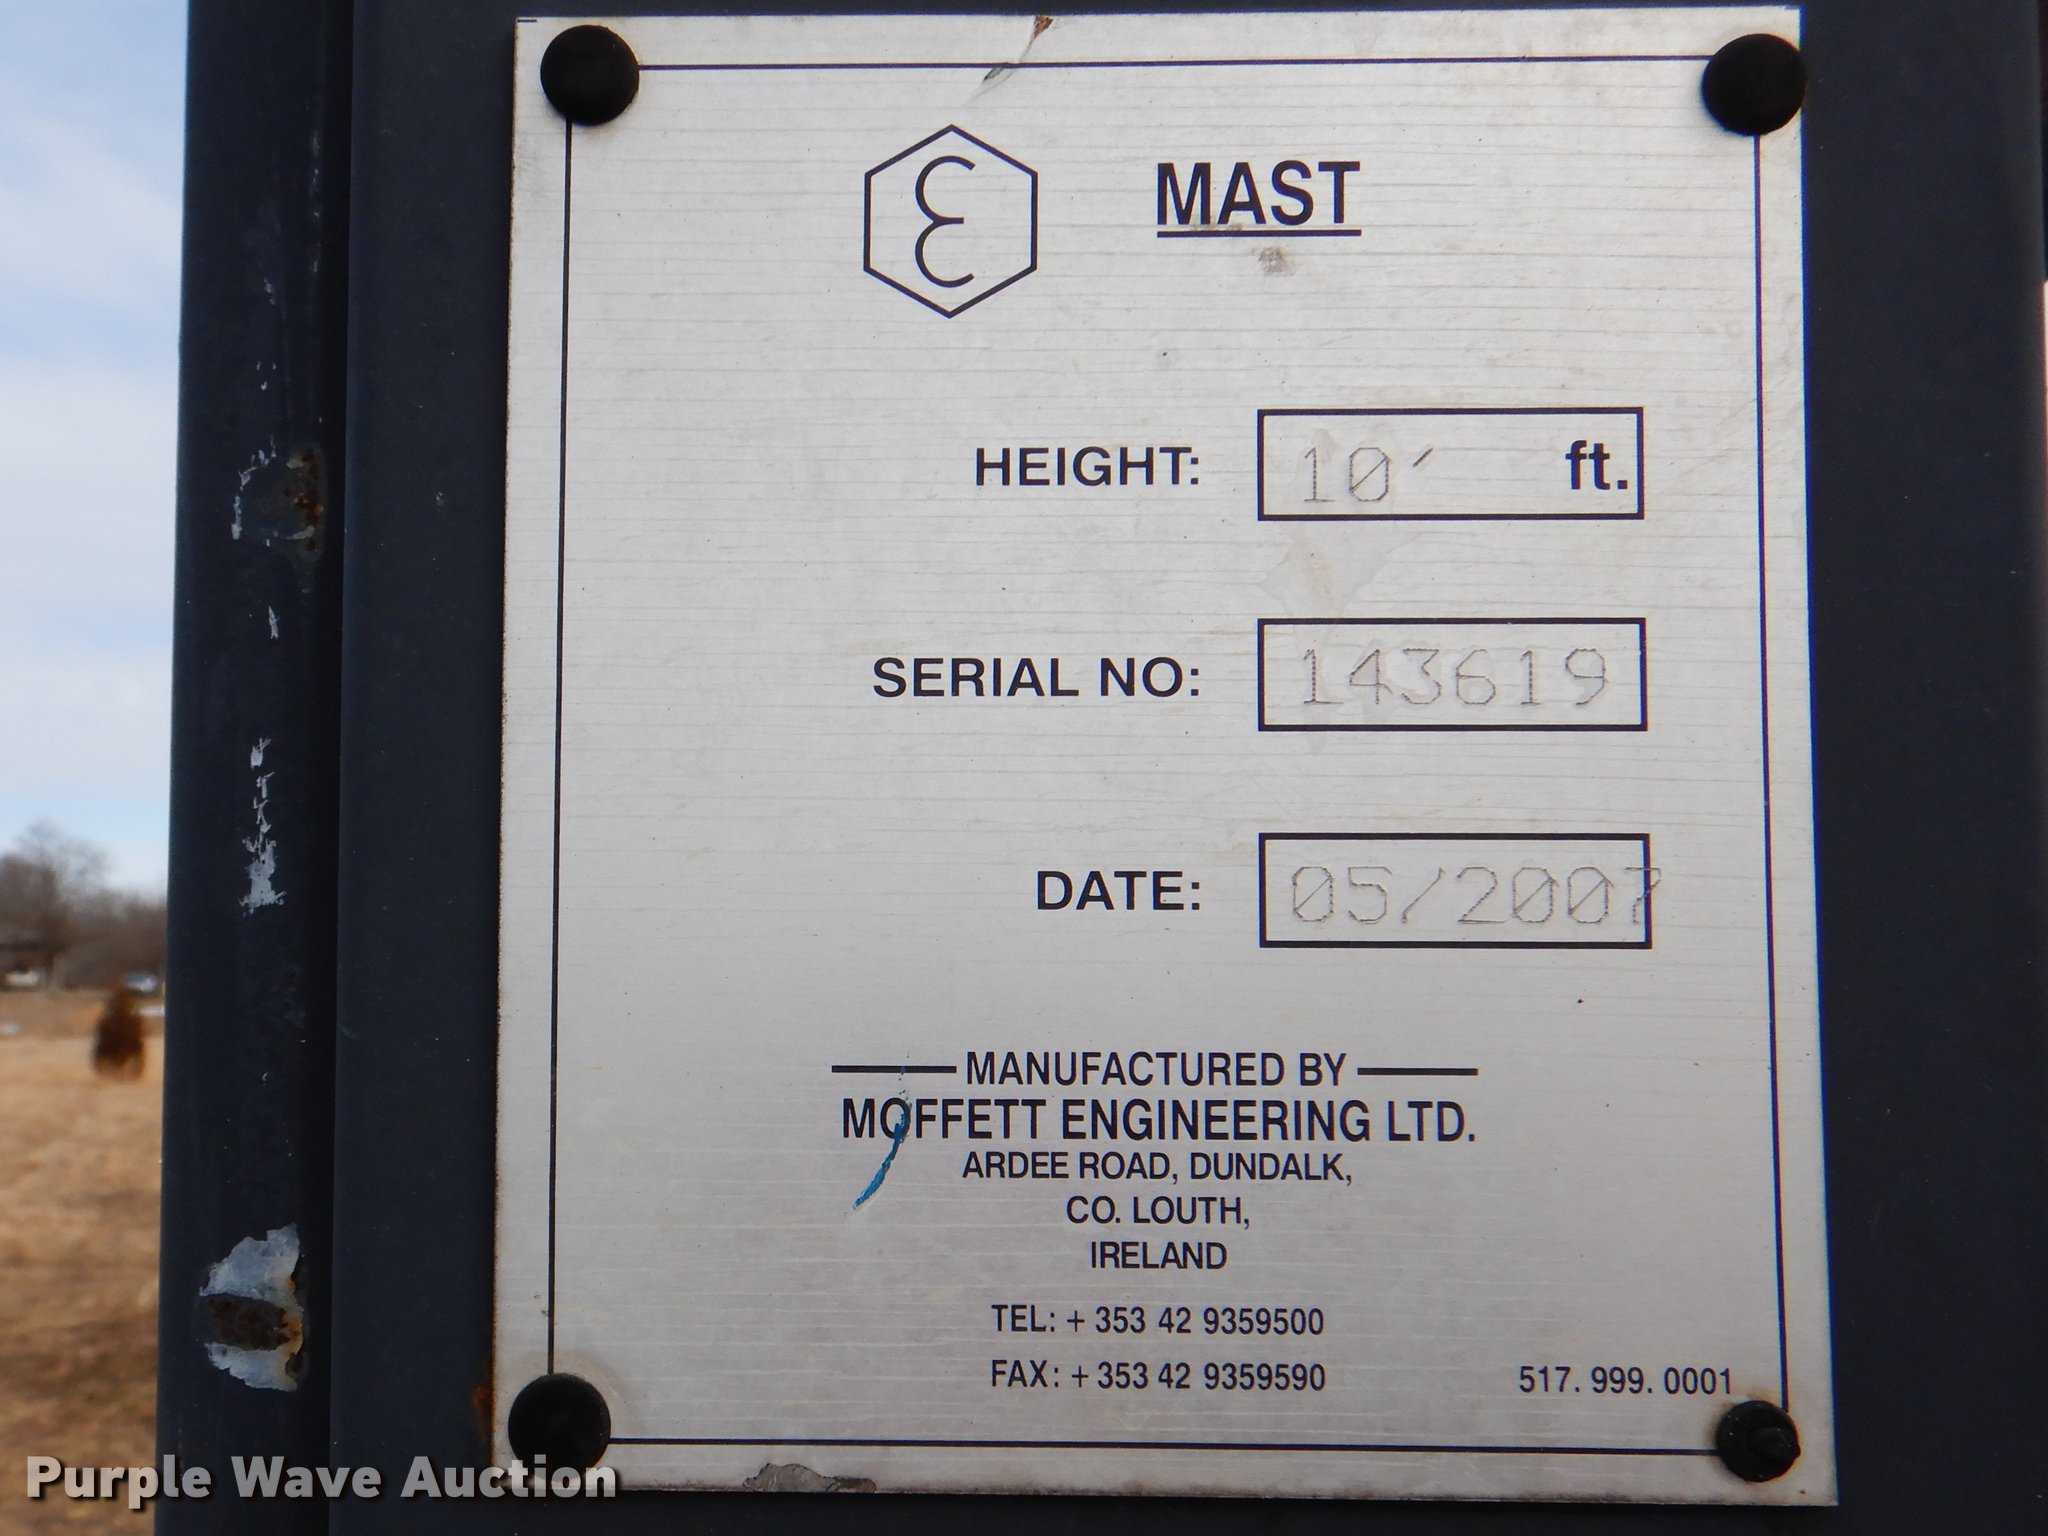 Ɛ MAST
HEIGHT: 10' ft.
SERIAL NO: 143619
DATE: 05/2007
MANUFACTURED BY
MOFFETT ENGINEERING LTD.
ARDEE ROAD, DUNDALK,
CO. LOUTH,
IRELAND
TEL: + 353 42 9359500
FAX: + 353 42 9359590
517. 999. 0001
Purple Wave Auction